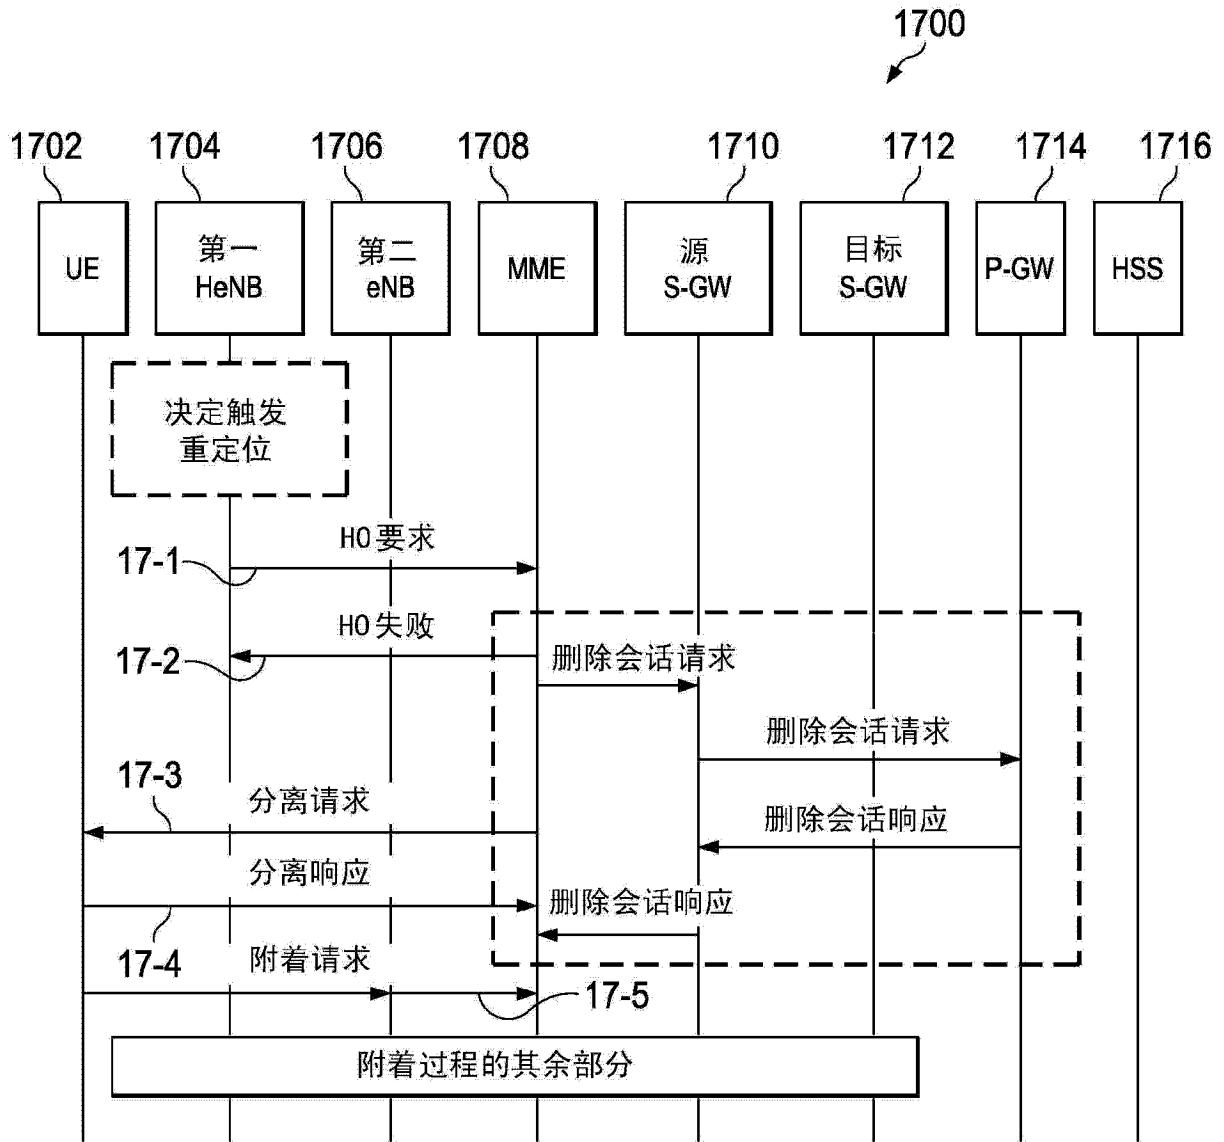 1700
1702
1704
1706
1708
1710
1712
1714
1716
UE
第一
HeNB
第二
eNB
MME
源
S-GW
目标
S-GW
P-GW
HSS
决定触发
重定位
HO要求
17-1
HO失败
17-2
删除会话请求
删除会话请求
17-3
分离请求
删除会话响应
分离响应
删除会话响应
17-4
附着请求
17-5
附着过程的其余部分